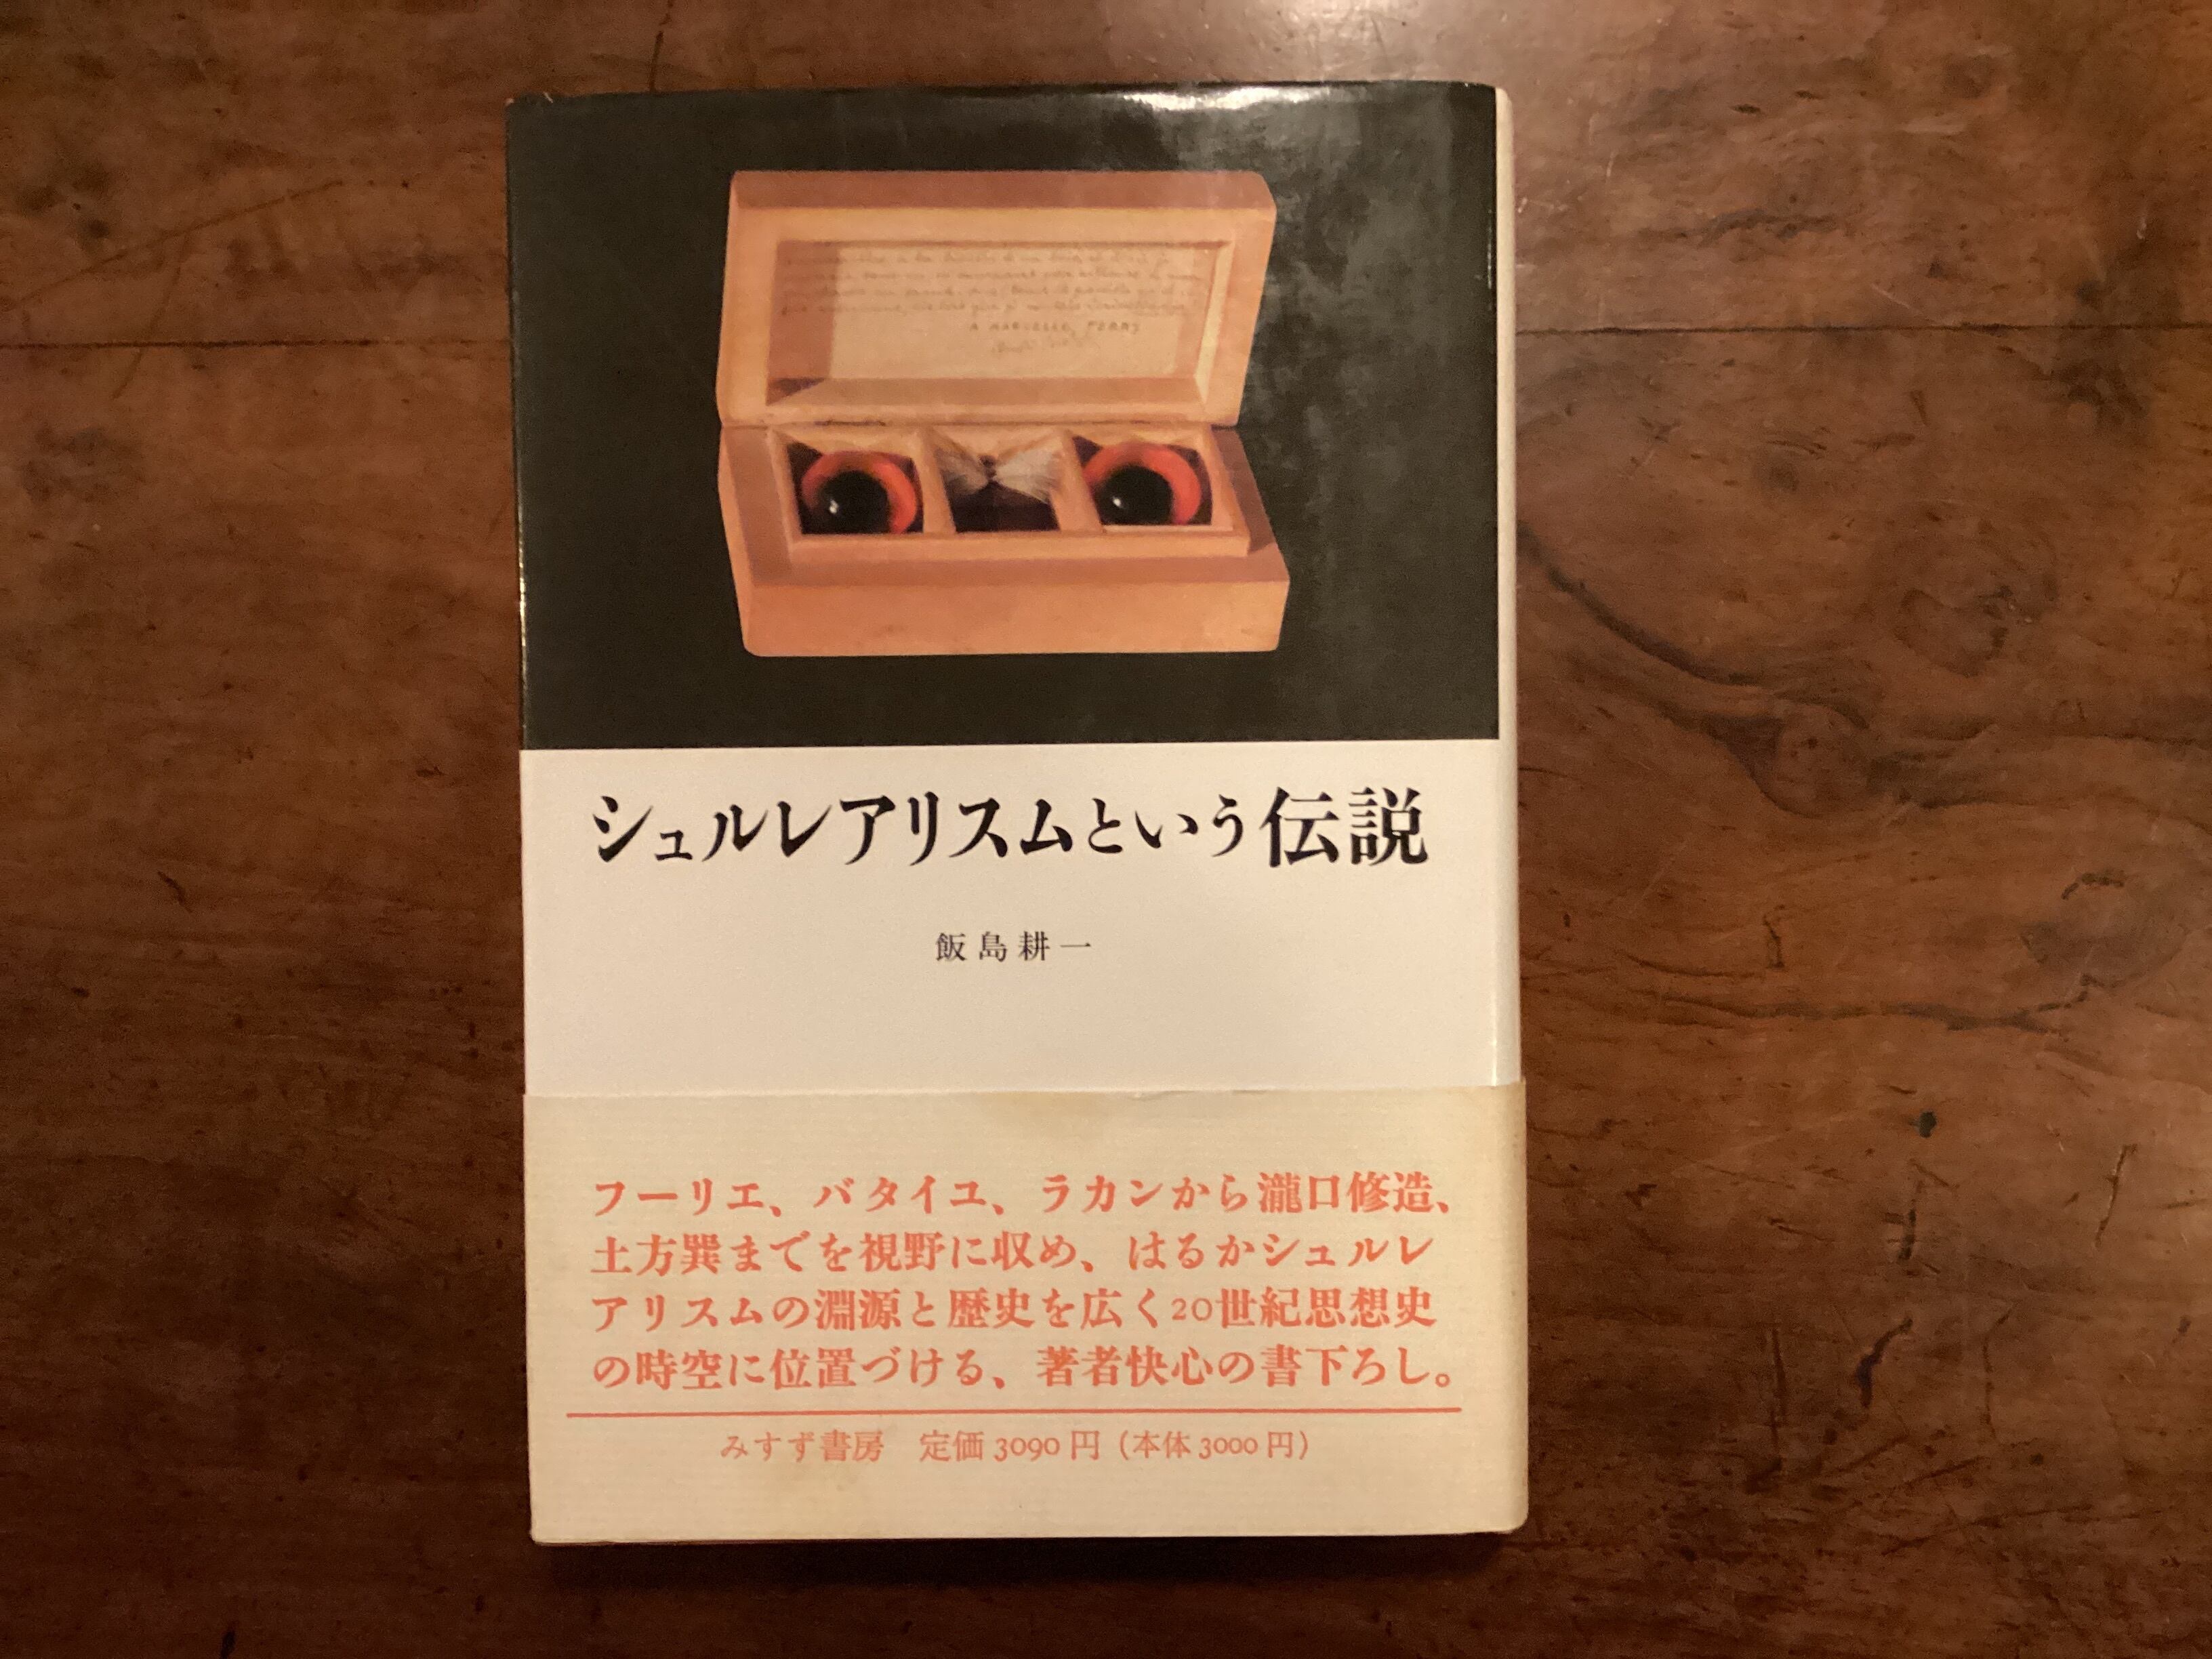 A MARCELLE FERRY
シュルレアリスムという伝説
飯島耕一
フーリエ、バタイユ、ラカンから瀧口修造、
土方巽までを視野に収め、はるかシュルレ
アリスムの淵源と歴史を広く20世紀思想史
の時空に位置づける、著者快心の書下ろし。
みすず書房 定価3090円（本体3000円）